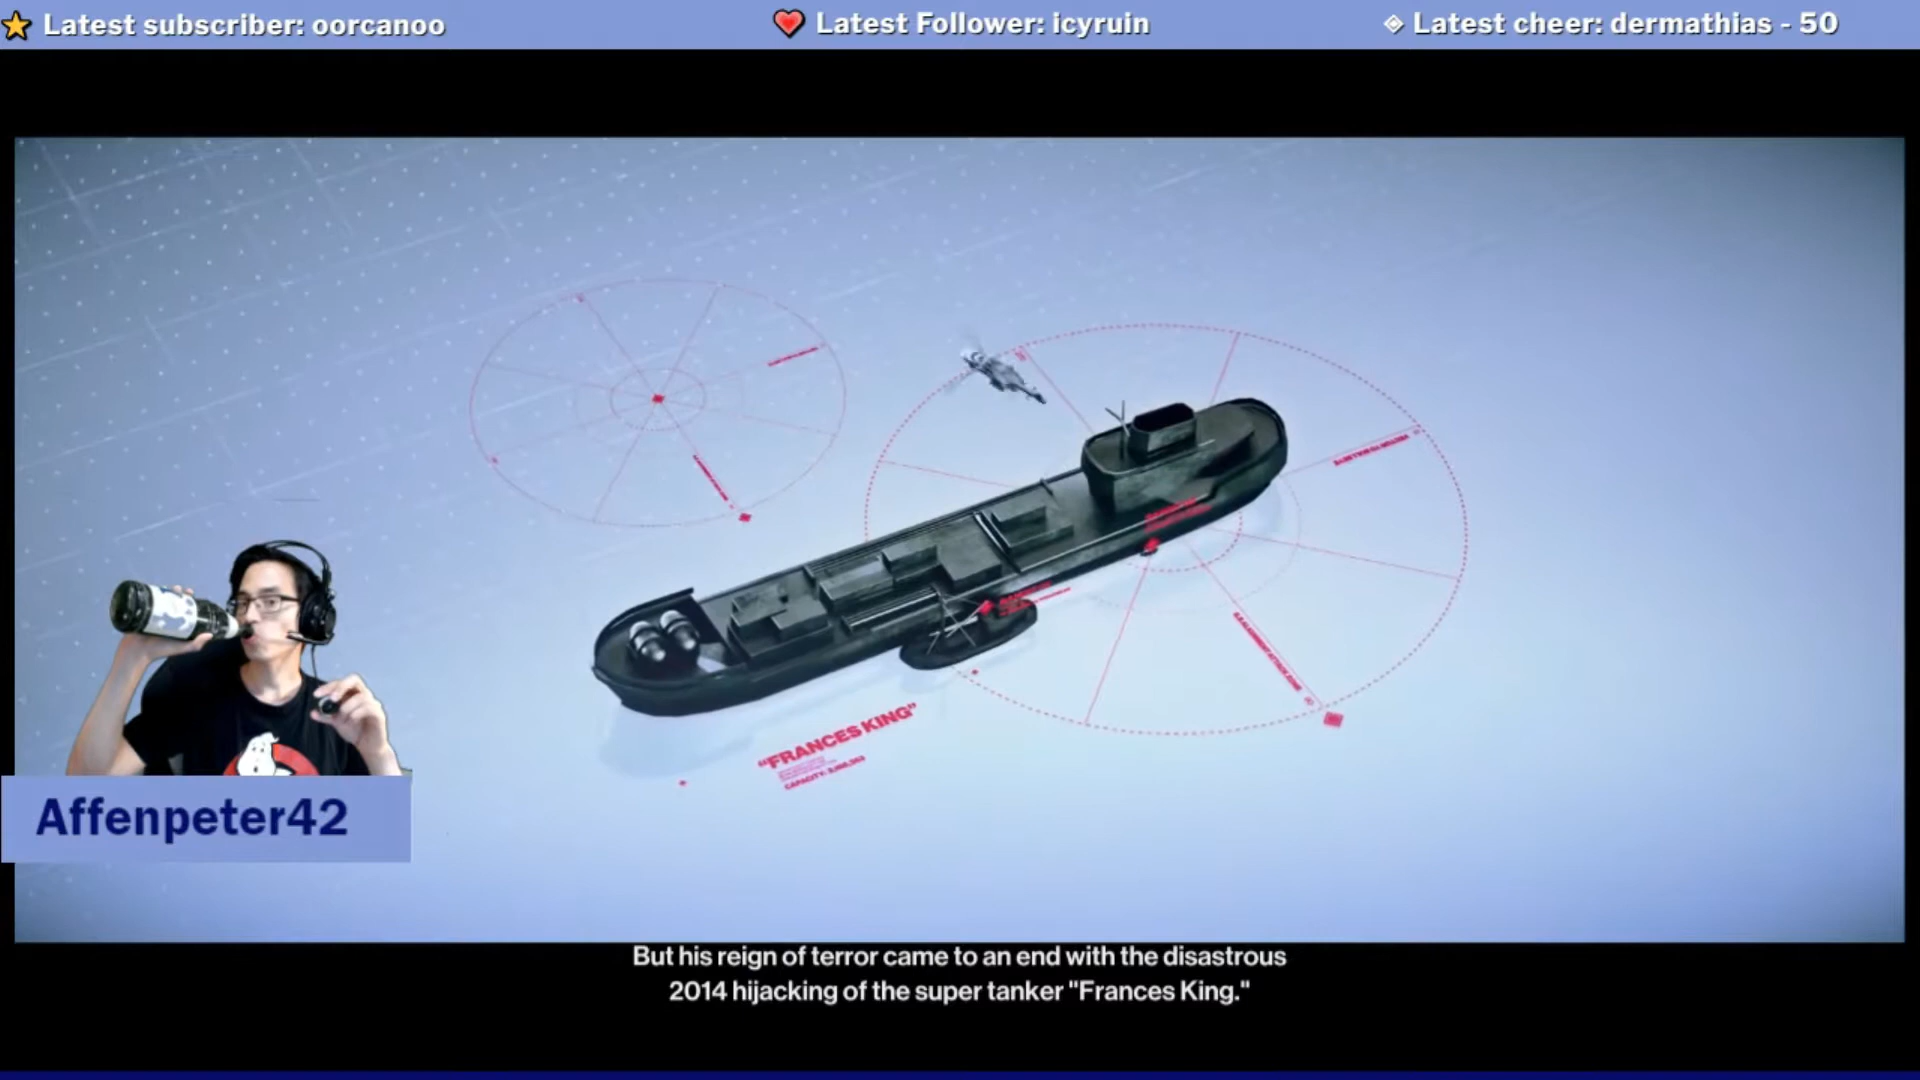 Latest subscriber: oorcanoo
Latest Follower: icyruin
Latest cheer: dermathias - 50
"FRANCES KING"
Affenpeter42
But his reign of terror came to an end with the disastrous
2014 hijacking of the super tanker "Frances King."